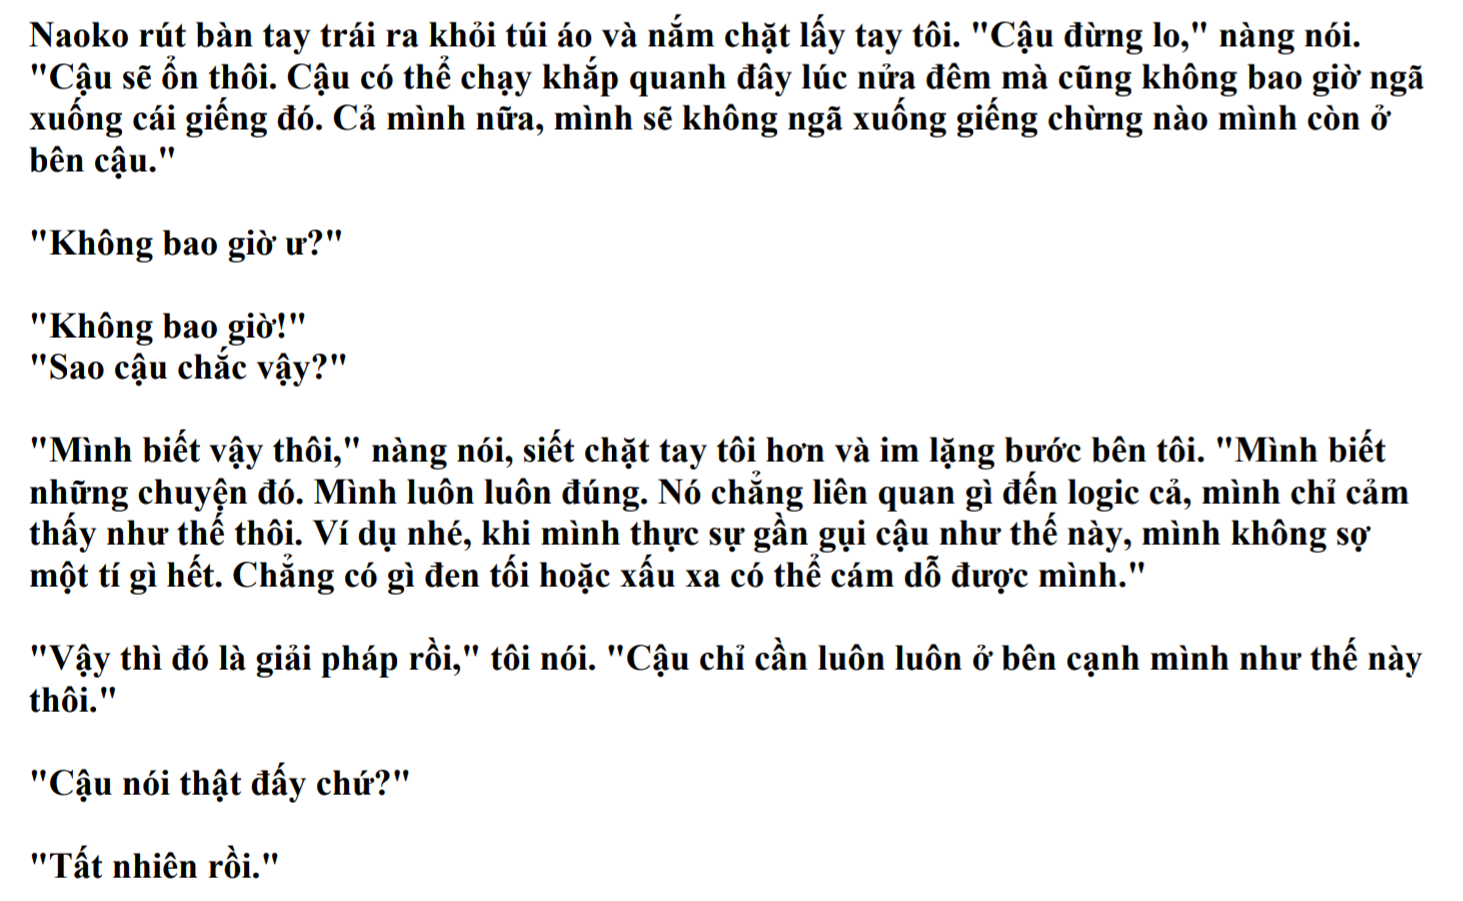 Naoko rút bàn tay trái ra khỏi túi áo và nắm chặt lấy tay tôi. "Cậu đừng lo," nàng nói.
"Cậu sẽ ổn thôi. Cậu có thể chạy khắp quanh đây lúc nửa đêm mà cũng không bao giờ ngã
xuống cái giếng đó. Cả mình nữa, mình sẽ không ngã xuống giếng chừng nào mình còn ở
bên cậu."
"Không bao giờ ư?"
"Không bao giờ!"
"Sao cậu chắc vậy?"
"Mình biết vậy thôi," nàng nói, siết chặt tay tôi hơn và im lặng bước bên tôi. "Mình biết
những chuyện đó. Mình luôn luôn đúng. Nó chẳng liên quan gì đến logic cả, mình chỉ cảm
thấy như thế thôi. Ví dụ nhé, khi mình thực sự gần gụi cậu như thế này, mình không sợ
một tí gì hết. Chẳng có gì đen tối hoặc xấu xa có thể cám dỗ được mình."
"Vậy thì đó là giải pháp rồi," tôi nói. "Cậu chỉ cần luôn luôn ở bên cạnh mình như thế này
thôi."
"Cậu nói thật đấy chứ?"
"Tất nhiên rồi."